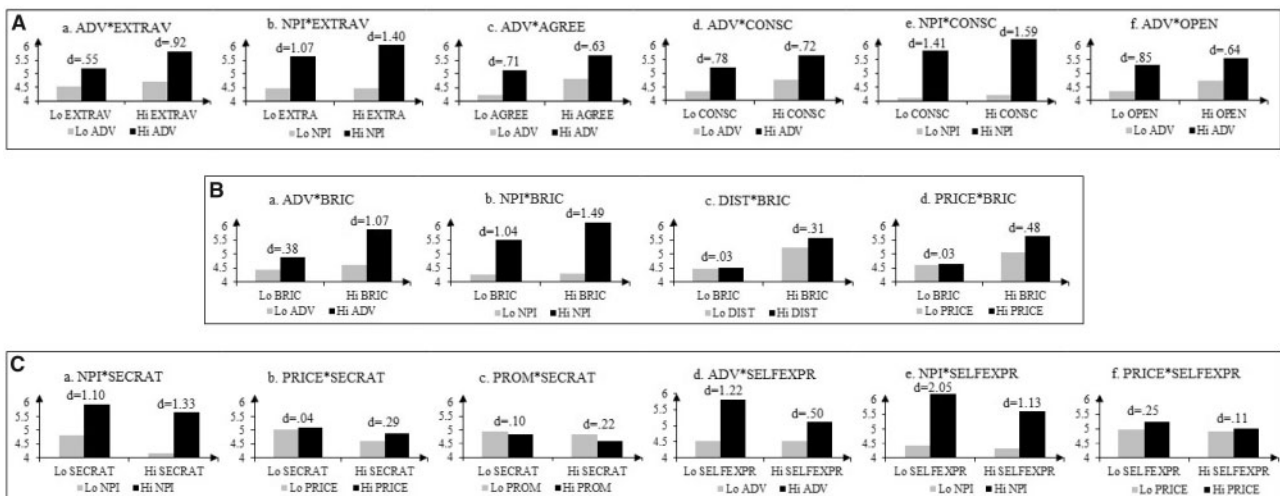 A
a. ADV*EXTRAV
6
5.5
5
4.5
4
d=.55
d=.92
Lo EXTRAV Hi EXTRAV
Lo ADV Hi ADV
b. NPI*EXTRAV
6
5.5
5
4.5
4
d=1.07
d=1.40
Lo EXTRA Hi EXTRA
Lo NPI Hi NPI
c. ADV*AGREE
6
5.5
5
4.5
4
d=.71
d=.63
Lo AGREE Hi AGREE
Lo ADV Hi ADV
d. ADV*CONSC
6
5.5
5
4.5
4
d=.78
d=.72
Lo CONSC Hi CONSC
Lo ADV Hi ADV
e. NPI*CONSC
6
5.5
5
4.5
4
d=1.41
d=1.59
Lo CONSC Hi CONSC
Lo NPI Hi NPI
f. ADV*OPEN
6
5.5
5
4.5
4
d=.85
d=.64
Lo OPEN Hi OPEN
Lo ADV Hi ADV
B
a. ADV*BRIC
6
5.5
5
4.5
4
d=.38
d=1.07
Lo BRIC Hi BRIC
Lo ADV Hi ADV
b. NPI*BRIC
6
5.5
5
4.5
4
d=1.04
d=1.49
Lo BRIC Hi BRIC
Lo NPI Hi NPI
c. DIST*BRIC
6
5.5
5
4.5
4
d=.03
d=.31
Lo BRIC Hi BRIC
Lo DIST Hi DIST
d. PRICE*BRIC
6
5.5
5
4.5
4
d=.03
d=.48
Lo BRIC Hi BRIC
Lo PRICE Hi PRICE
C
a. NPI*SECRAT
6
5.5
5
4.5
4
d=1.10
d=1.33
Lo SECRAT Hi SECRAT
Lo NPI Hi NPI
b. PRICE*SECRAT
6
5.5
5
4.5
4
d=.04
d=.29
Lo SECRAT Hi SECRAT
Lo PRICE Hi PRICE
c. PROM*SECRAT
6
5.5
5
4.5
4
d=.10
d=.22
Lo SECRAT Hi SECRAT
Lo PROM Hi PROM
d. ADV*SELFEXPR
6
5.5
5
4.5
4
d=1.22
d=.50
Lo SELFEXPR Hi SELFEXPR
Lo ADV Hi ADV
e. NPI*SELFEXPR
6
5.5
5
4.5
4
d=2.05
d=1.13
Lo SELFEXPR Hi SELFEXPR
Lo NPI Hi NPI
f. PRICE*SELFEXPR
6
5.5
5
4.5
4
d=.25
d=.11
Lo SELFEXPR Hi SELFEXPR
Lo PRICE Hi PRICE